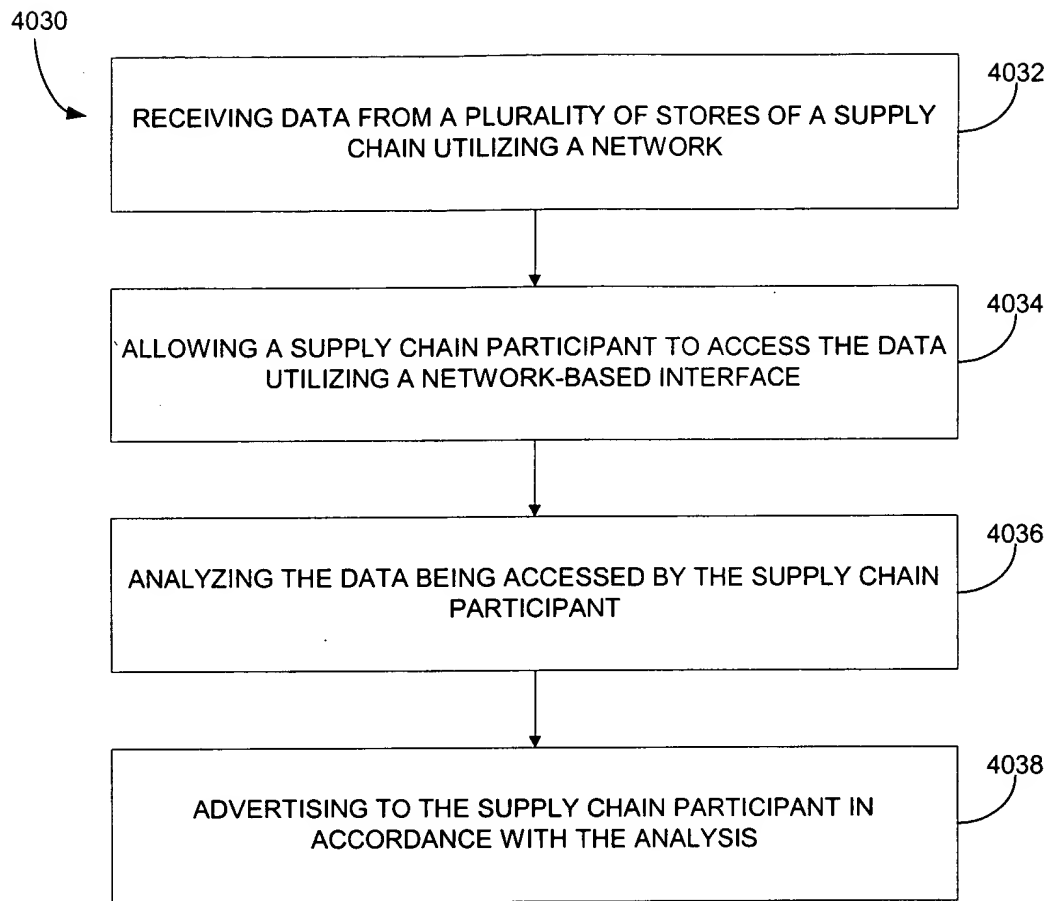 4030
4032
RECEIVING DATA FROM A PLURALITY OF STORES OF A SUPPLY
CHAIN UTILIZING A NETWORK
4034
ALLOWING A SUPPLY CHAIN PARTICIPANT TO ACCESS THE DATA
UTILIZING A NETWORK-BASED INTERFACE
4036
ANALYZING THE DATA BEING ACCESSED BY THE SUPPLY CHAIN
PARTICIPANT
4038
ADVERTISING TO THE SUPPLY CHAIN PARTICIPANT IN
ACCORDANCE WITH THE ANALYSIS